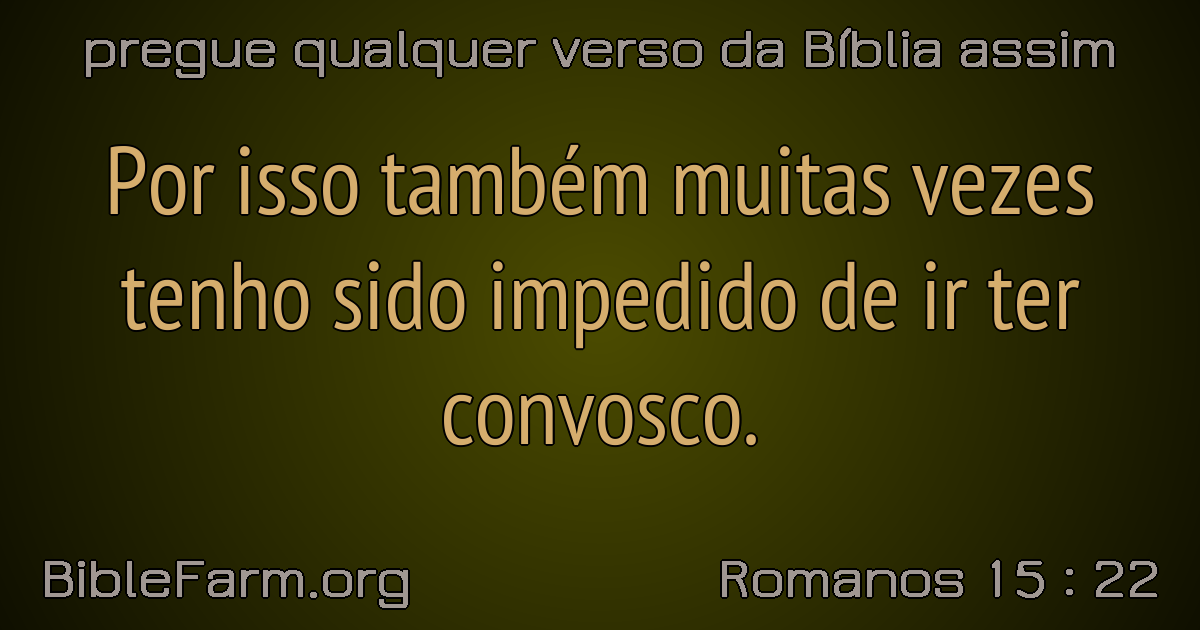 pregue qualquer verso da Bíblia assim
Por isso também muitas vezes
tenho sido impedido de ir ter
convosco.
BibleFarm.org
Romanos 15 : 22